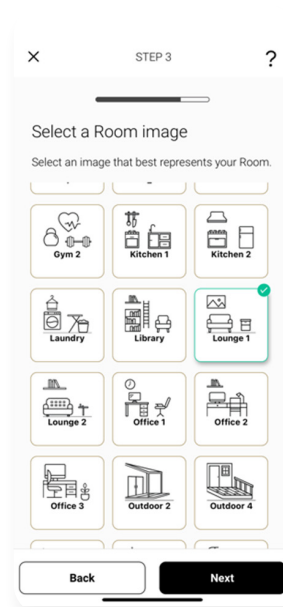 STEP 3
?
Select a Room image
Select an image that best represents your Room.
Gym 2
Kitchen 1
Kitchen 2
Laundry
Library
Lounge 1
Lounge 2
Office 1
Office 2
Office 3
Outdoor 2
Outdoor 4
Back
Next